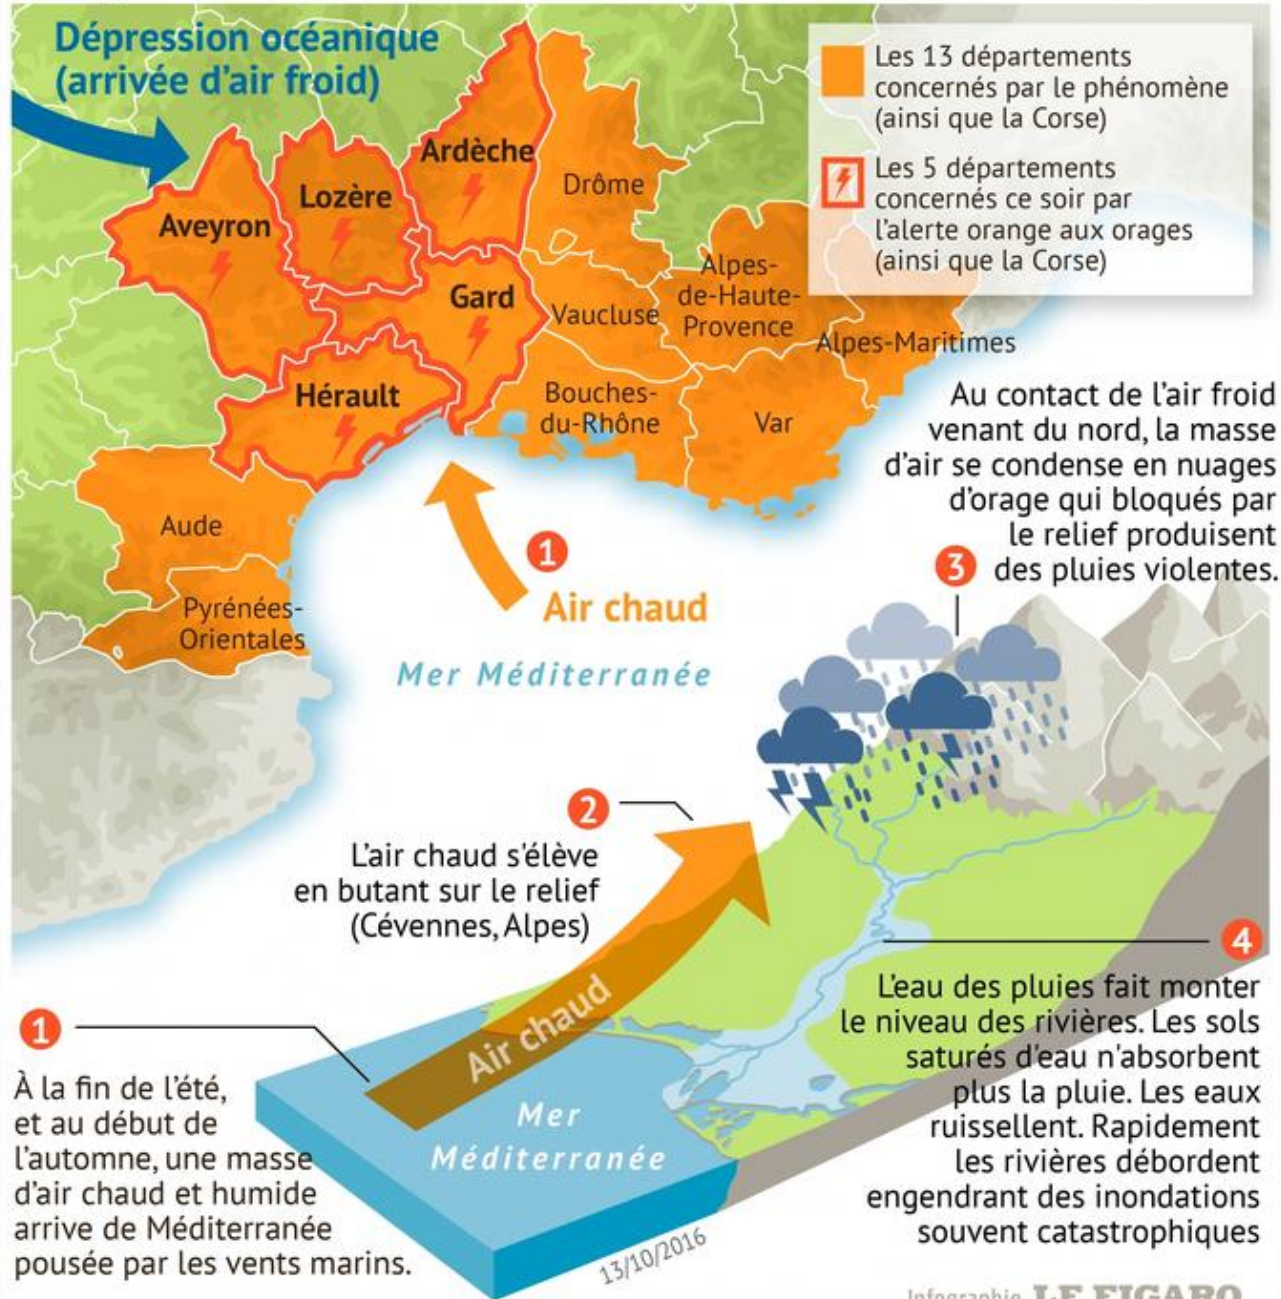 Dépression océanique
(arrivée d'air froid)
Les 13 départements
concernés par le phénomène
(ainsi que la Corse)
Les 5 départements
concernés ce soir par
l'alerte orange aux orages
(ainsi que la Corse)
Ardèche
Drôme
Lozère
Aveyron
Gard
Vaucluse
Alpes-
de-Haute-
Provence
Alpes-Maritimes
Hérault
Bouches-
du-Rhône
Var
Aude
Pyrénées-
Orientales
1
Air chaud
Mer Méditerranée
Au contact de l'air froid
venant du nord, la masse
d'air se condense en nuages
d'orage qui bloqués par
le relief produisent
3 des pluies violentes.
2
L'air chaud s'élève
en butant sur le relief
(Cévennes, Alpes)
Air chaud
1
À la fin de l'été,
et au début de
l'automne, une masse
d'air chaud et humide
arrive de Méditerranée
pousée par les vents marins.
Mer
Méditerranée
4
L'eau des pluies fait monter
le niveau des rivières. Les sols
saturés d'eau n'absorbent
plus la pluie. Les eaux
ruissellent. Rapidement
les rivières débordent
engendrant des inondations
souvent catastrophiques
13/10/2016
Infographie LE FIGARO